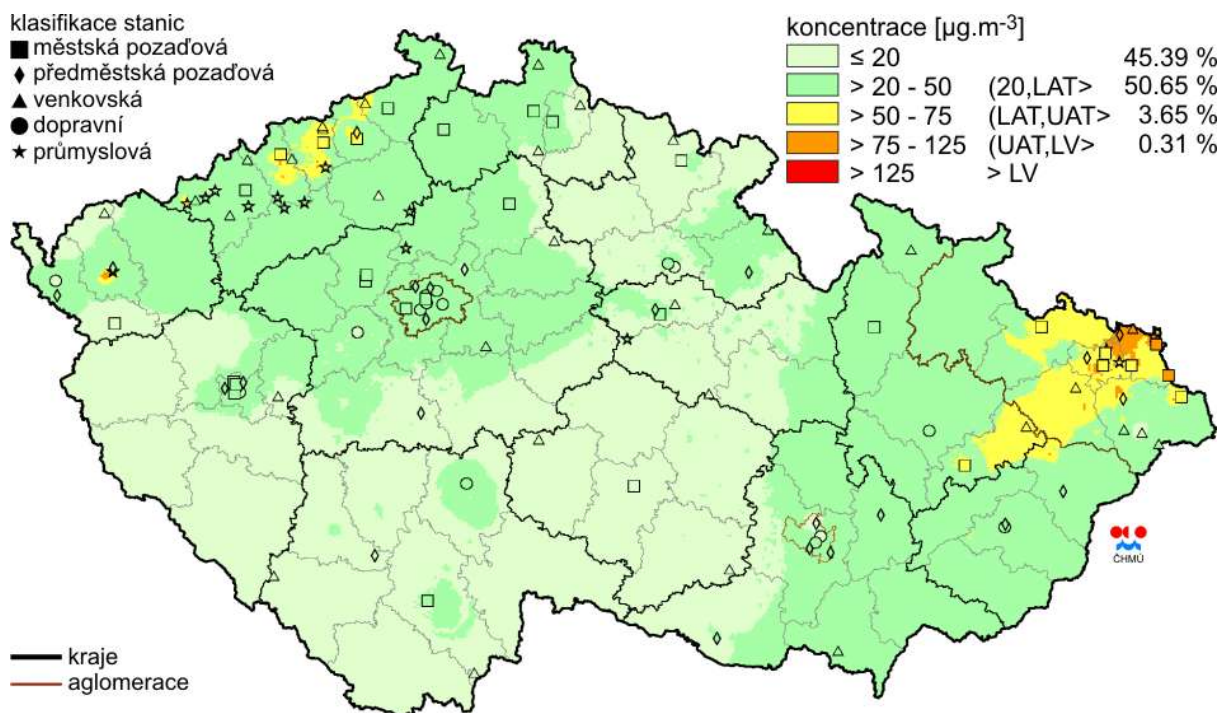 klasifikace stanic
městská pozaďová
předměstská pozaďová
venkovská
dopravní
průmyslová
koncentrace [µg.m-3]
≤ 20 45.39 %
> 20 - 50 (20,LAT> 50.65 %
> 50 - 75 (LAT,UAT> 3.65 %
> 75 - 125 (UAT,LV> 0.31 %
> 125 > LV
ČHMÚ
kraje
aglomerace